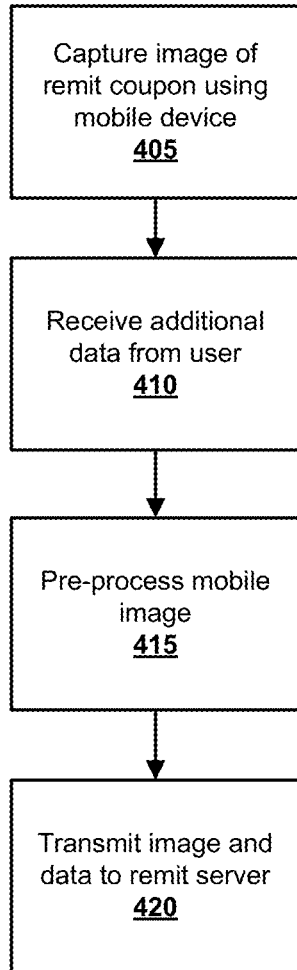 Capture image of
remit coupon using
mobile device
405
Receive additional
data from user
410
Pre-process mobile
image
415
Transmit image and
data to remit server
420